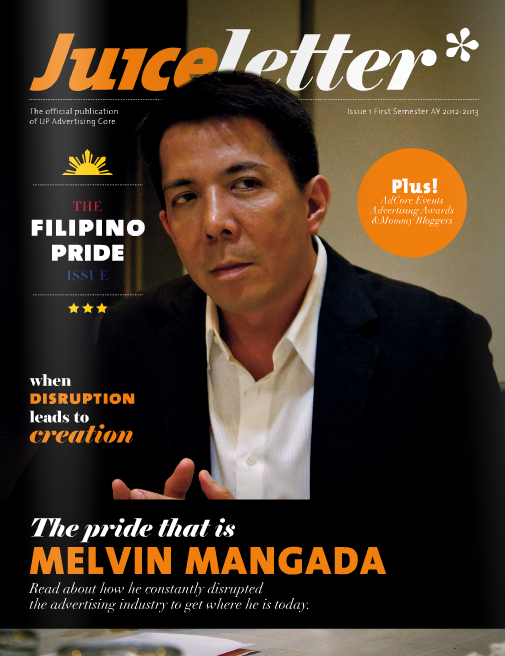 Juiceletter*
The official publication
of UP Advertising Core
Issue 1 First Semester AY 2012-2013
THE
FILIPINO
PRIDE
ISSUE
Plus!
AdCore Events
Advertising Awards
& Mommy Bloggers
when
DISRUPTION
leads to
creation
The pride that is
MELVIN MANGADA
Read about how he constantly disrupted
the advertising industry to get where he is today.